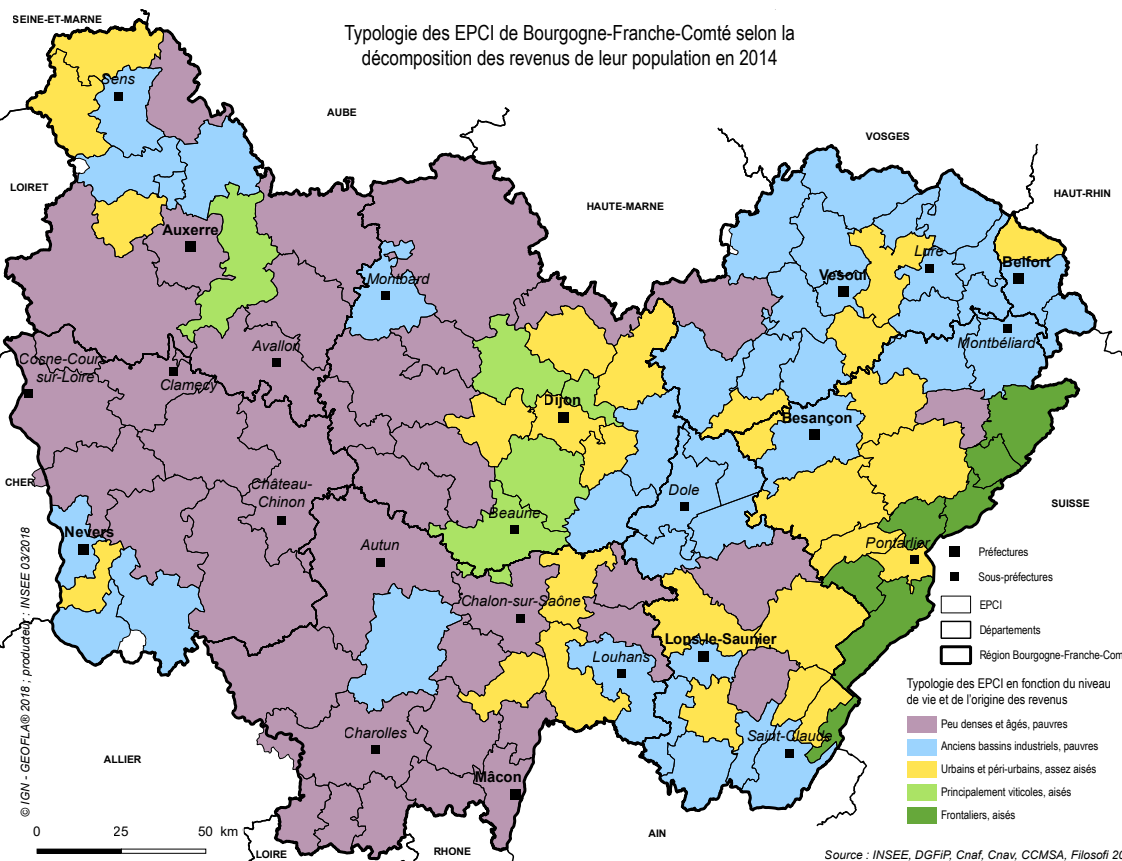 Typologie des EPCI de Bourgogne-Franche-Comté selon la
décomposition des revenus de leur population en 2014
SEINE-ET-MARNE
Sens
AUBE
VOSGES
LOIRET
HAUTE-MARNE
HAUT-RHIN
Auxerre
Lure
Belfort
Vesoul
Montbard
Montbéliard
Avallon
Cosne-Cours-
sur-Loire
Clamecy
Dijon
Besançon
CHER
Château-
Chinon
Dole
SUISSE
Beaune
Nevers
Autun
Pontarlier
Chalon-sur-Saône
Lons-le-Saunier
Louhans
Charolles
Saint-Claude
ALLIER
Mâcon
AIN
LOIRE
RHONE
Préfectures
Sous-préfectures
EPCI
Départements
Région Bourgogne-Franche-Com
Typologie des EPCI en fonction du niveau
de vie et de l'origine des revenus
Peu denses et âgés, pauvres
Anciens bassins industriels, pauvres
Urbains et péri-urbains, assez aisés
Principalement viticoles, aisés
Frontaliers, aisés
© IGN - GEOFLA® 2018 ; producteur : INSEE 03/2018
0 25 50 km
Source : INSEE, DGFiP, Cnaf, Cnav, CCMSA, Filosofi 20